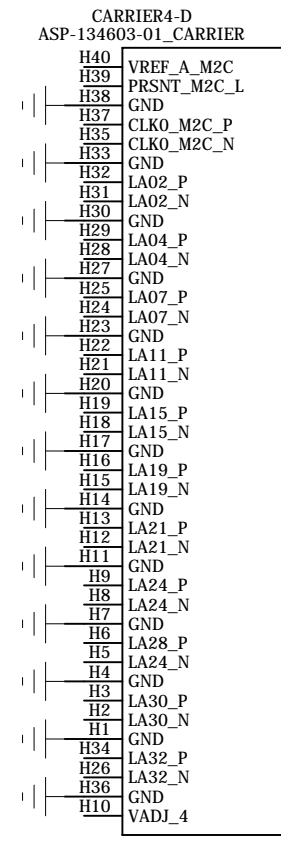 CARRIER4-D
ASP-134603-01_CARRIER
H40 VREF_A_M2C
H39 PRSNT_M2C_L
H38 GND
H37 CLK0_M2C_P
H35 CLK0_M2C_N
H33 GND
H32 LA02_P
H31 LA02_N
H30 GND
H29 LA04_P
H28 LA04_N
H27 GND
H25 LA07_P
H24 LA07_N
H23 GND
H22 LA11_P
H21 LA11_N
H20 GND
H19 LA15_P
H18 LA15_N
H17 GND
H16 LA19_P
H15 LA19_N
H14 GND
H13 LA21_P
H12 LA21_N
H11 GND
H9 LA24_P
H8 LA24_N
H7 GND
H6 LA28_P
H5 LA24_N
H4 GND
H3 LA30_P
H2 LA30_N
H1 GND
H34 LA32_P
H26 LA32_N
H36 GND
H10 VADJ_4